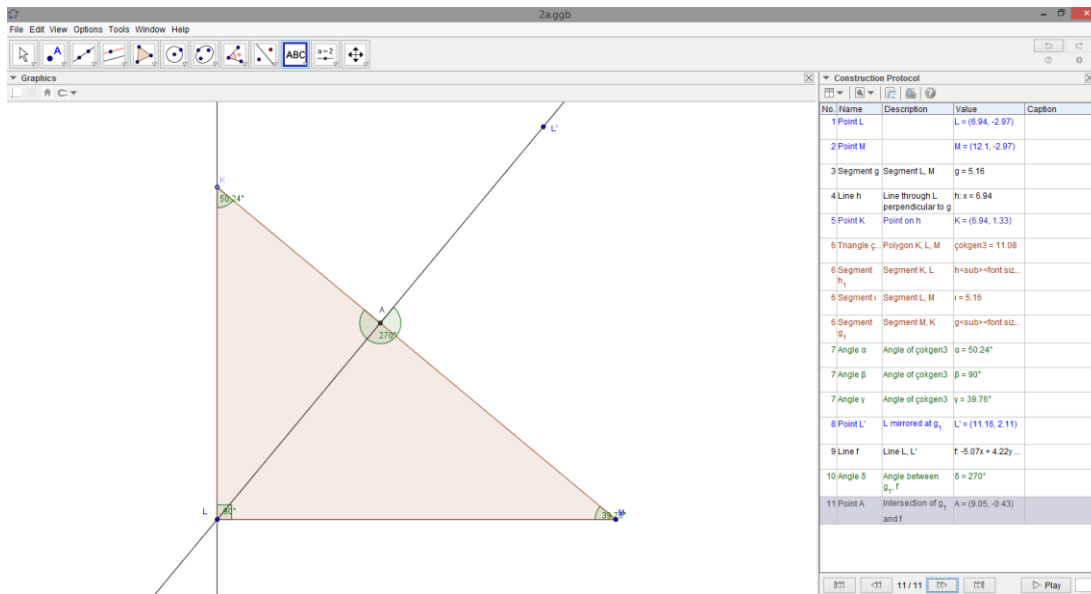 2a.ggb
File Edit View Options Tools Window Help
A ABC a=2
Graphics
Construction Protocol
No. Name Description Value Caption
1 Point L L = (6.94, -2.97)
2 Point M M = (12.1, -2.97)
3 Segment g Segment L, M g = 5.16
4 Line h Line through L perpendicular to g h: x = 6.94
5 Point K Point on h K = (6.94, 1.33)
6 Triangle ç... Polygon K, L, M çokgen3 = 11.08
6 Segment h₁ Segment K, L h<sub><font siz...
6 Segment ı Segment L, M ı = 5.16
6 Segment g₁ Segment M, K g<sub><font siz...
7 Angle α Angle of çokgen3 α = 50.24°
7 Angle β Angle of çokgen3 β = 90°
7 Angle γ Angle of çokgen3 γ = 39.76°
8 Point L' L mirrored at g₁ L' = (11.16, 2.11)
9 Line f Line L, L' f: -5.07x + 4.22y ...
10 Angle δ Angle between g₁, f δ = 270°
11 Point A Intersection of g₁ and f A = (9.05, -0.43)
11 / 11 Play
L'
K
50.24°
A
270°
L
90°
39.76°
M